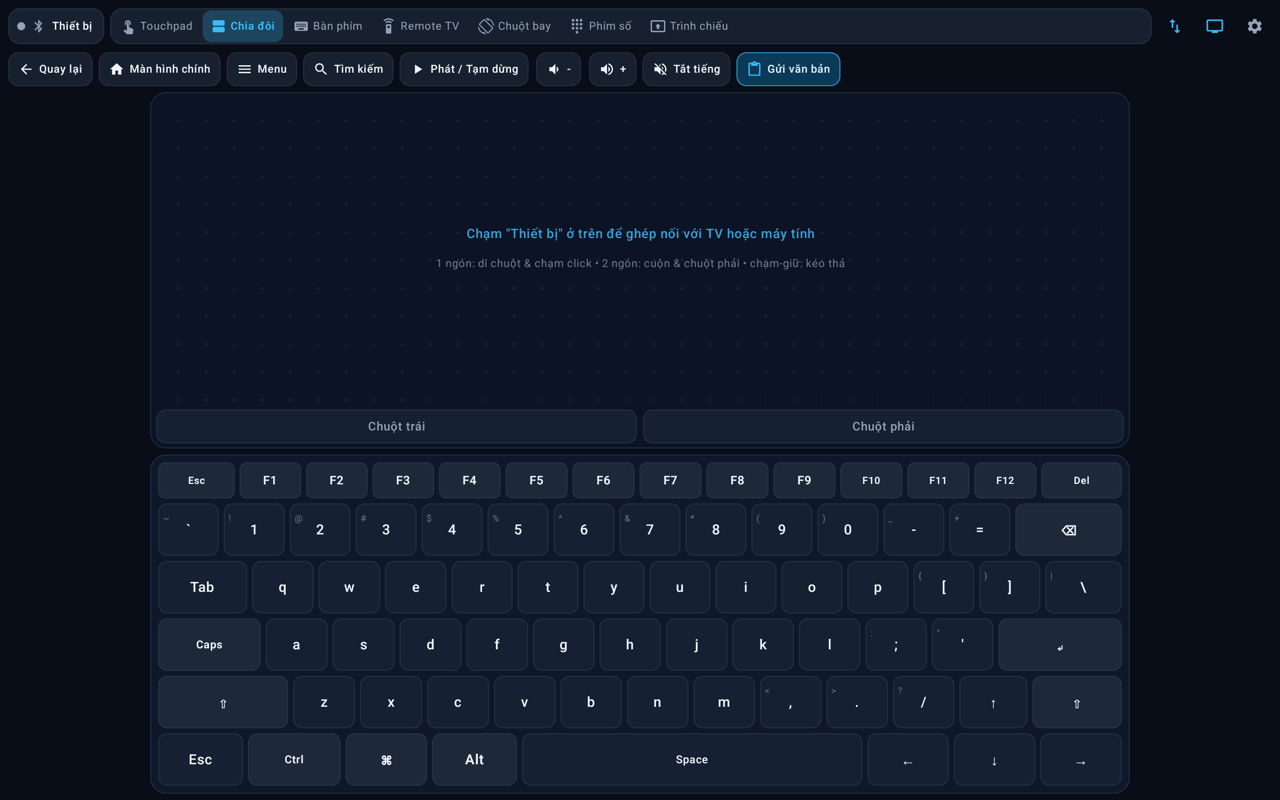 Thiết bị Touchpad Chia đôi Bàn phím Remote TV Chuột bay Phím số Trình chiếu
Quay lại Màn hình chính Menu Tìm kiếm Phát / Tạm dừng - + Tắt tiếng Gửi văn bản
Chạm "Thiết bị" ở trên để ghép nối với TV hoặc máy tính
1 ngón: di chuột & chạm click • 2 ngón: cuộn & chuột phải • chạm-giữ: kéo thả
Chuột trái Chuột phải
Esc F1 F2 F3 F4 F5 F6 F7 F8 F9 F10 F11 F12 Del
~ ` ! 1 @ 2 # 3 $ 4 % 5 ^ 6 & 7 * 8 ( 9 ) 0 _ - + = ⌫
Tab q w e r t y u i o p { [ } ] | \
Caps a s d f g h j k l : ; " ' ↵
⇧ z x c v b n m < , > . ? / ↑ ⇧
Esc Ctrl ⌘ Alt Space ← ↓ →